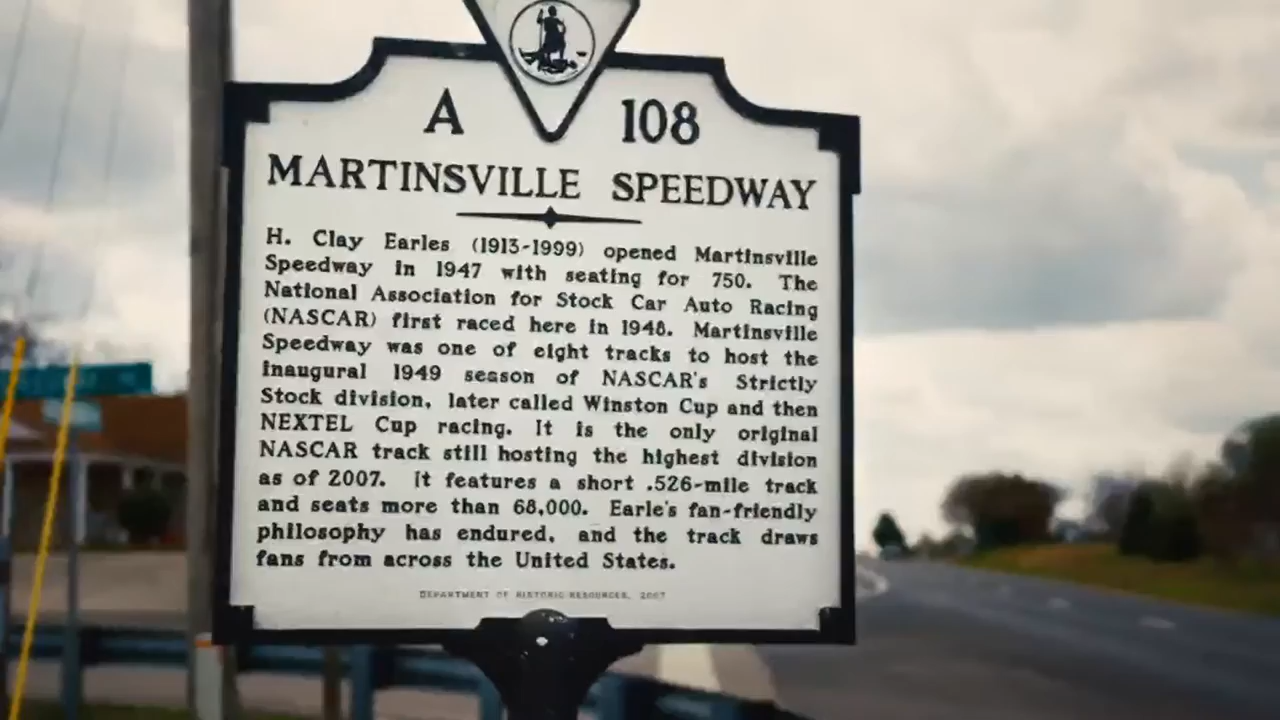 A 108
MARTINSVILLE SPEEDWAY
H. Clay Earles (1913-1999) opened Martinsville
Speedway in 1947 with seating for 750. The
National Association for Stock Car Auto Racing
(NASCAR) first raced here in 1948. Martinsville
Speedway was one of eight tracks to host the
inaugural 1949 season of NASCAR's Strictly
Stock division, later called Winston Cup and then
NEXTEL Cup racing. It is the only original
NASCAR track still hosting the highest division
as of 2007. It features a short .526-mile track
and seats more than 68,000. Earle's fan-friendly
philosophy has endured, and the track draws
fans from across the United States.
DEPARTMENT OF HISTORIC RESOURCES, 2007